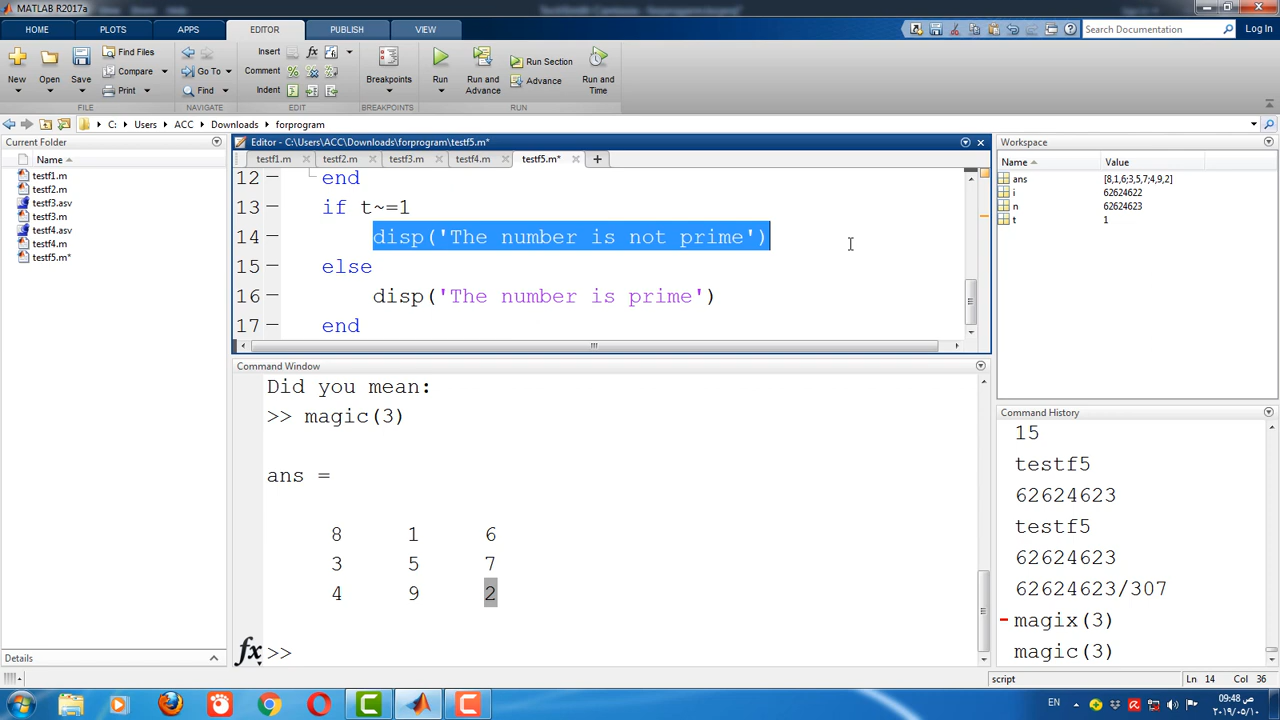 MATLAB R2017a
HOME PLOTS APPS EDITOR PUBLISH VIEW
Search Documentation
Log In
New Open Save
Find Files
Compare
Print
Go To
Find
Insert
Comment
Indent
Breakpoints
Run
Run and Advance
Run Section
Advance
Run and Time
FILE NAVIGATE EDIT BREAKPOINTS RUN
C: Users ACC Downloads forprogram
Current Folder
Name
testf1.m
testf2.m
testf3.asv
testf3.m
testf3.asv
testf4.m
testf5.m*
Details
Editor - C:\Users\ACC\Downloads\forprogram\testf5.m*
testf1.m testf2.m testf3.m testf4.m testf5.m*
12 end
13 if t~=1
14 disp('The number is not prime')
15 else
16 disp('The number is prime')
17 end
Command Window
Did you mean:
>> magic(3)
ans =
8 1 6
3 5 7
4 9 2
fx >>
Workspace
Name Value
ans [8,1,6;3,5,7;4,9,2]
i 62624622
n 62624623
t 1
Command History
15
testf5
62624623
testf5
62624623
62624623/307
magix(3)
magic(3)
script Ln 14 Col 36
EN
09:48 ص
٢٠١٩/٠٥/١٠